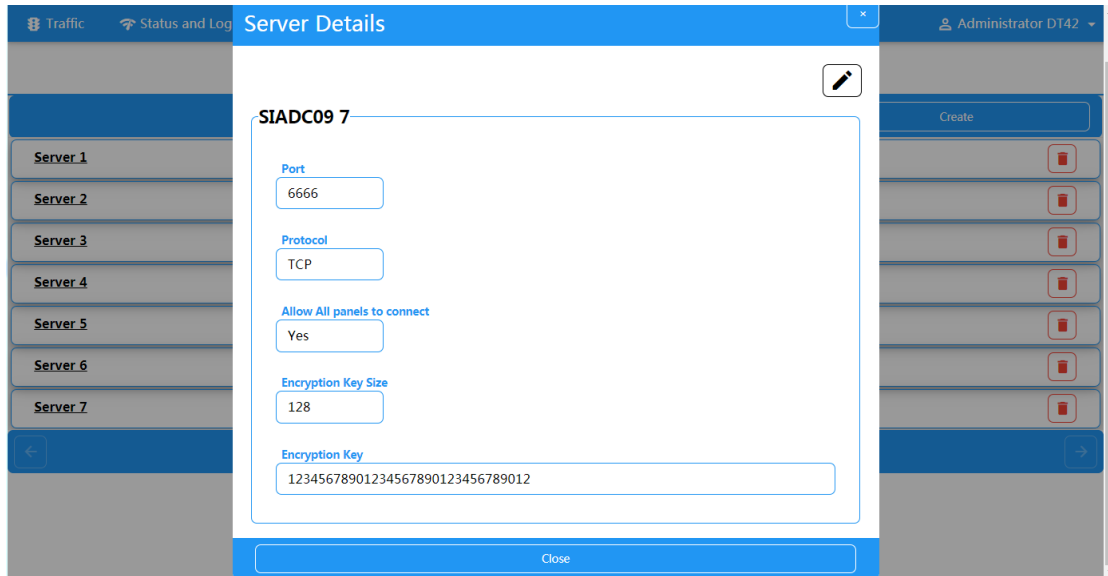 Traffic
Status and Log
Server Details
×
Administrator DT42
SIADC09 7
Create
Server 1
Server 2
Server 3
Server 4
Server 5
Server 6
Server 7
Port
6666
Protocol
TCP
Allow All panels to connect
Yes
Encryption Key Size
128
Encryption Key
12345678901234567890123456789012
Close